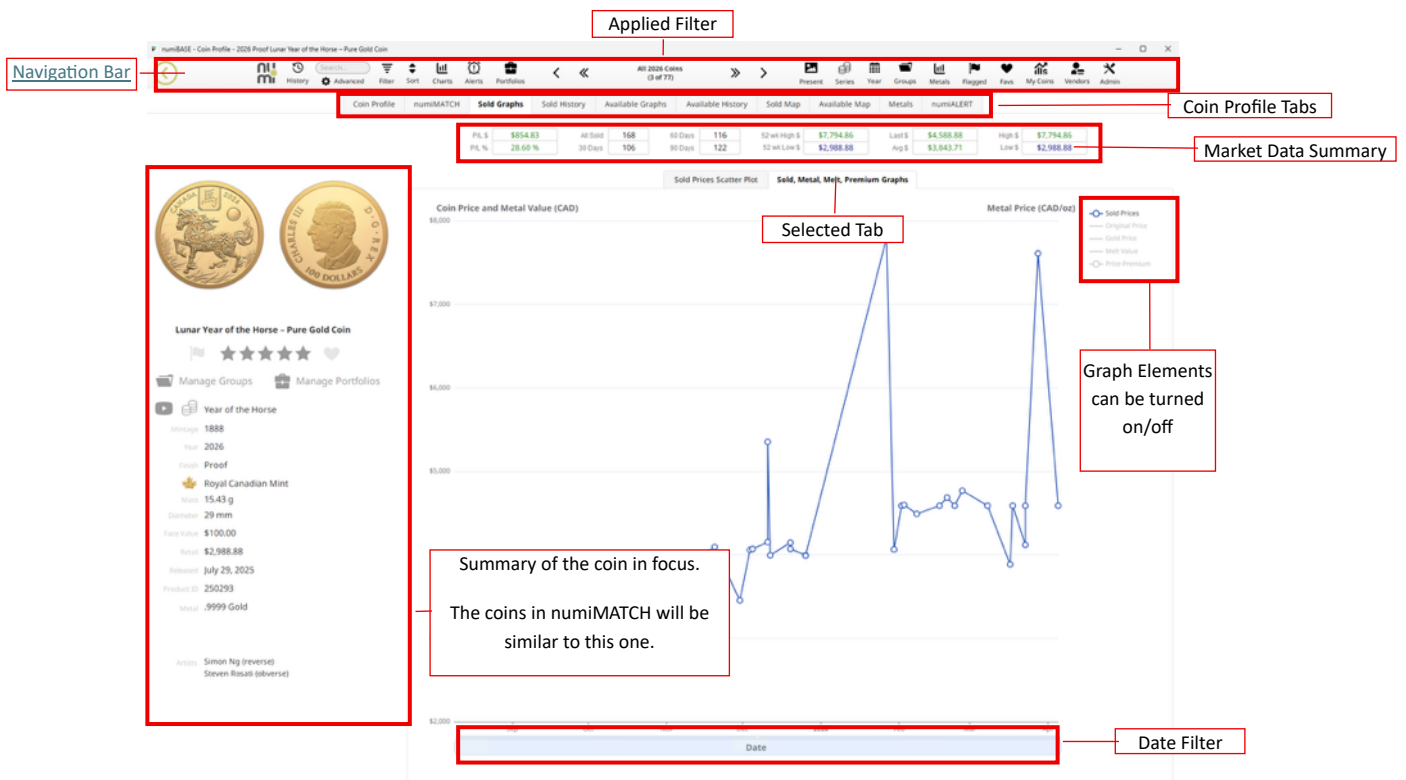 Applied Filter
numiBASE - Coin Profile - 2026 Proof Lunar Year of the Horse – Pure Gold Coin
Navigation Bar
numi
History
Search...
Advanced
Filter
Sort
Charts
Alerts
Portfolios
All 2026 Coins
(3 of 77)
Present
Series
Year
Groups
Metals
Flagged
Favs
My Coins
Vendors
Admin
Coin Profile
numiMATCH
Sold Graphs
Sold History
Available Graphs
Available History
Sold Map
Available Map
Metals
numiALERT
Coin Profile Tabs
P/L $ $854.83 All Sold 168 60 Days 116 52 wk High $ $7,794.86 Last $ $4,588.88 High $ $7,794.86
P/L % 28.60 % 30 Days 106 90 Days 122 52 wk Low $ $2,988.88 Avg $ $3,843.71 Low $ $2,988.88
Market Data Summary
Sold Prices Scatter Plot
Sold, Metal, Melt, Premium Graphs
Selected Tab
CANADA 2026
馬
CHARLES III D·G·REX
100 DOLLARS
Lunar Year of the Horse – Pure Gold Coin
Manage Groups
Manage Portfolios
Year of the Horse
Mintage 1888
Year 2026
Finish Proof
Royal Canadian Mint
Mass 15.43 g
Diameter 29 mm
Face Value $100.00
Retail $2,988.88
Released July 29, 2025
Product ID 250293
Metal .9999 Gold
Artists Simon Ng (reverse)
Steven Rosati (obverse)
Coin Price and Metal Value (CAD)
Metal Price (CAD/oz)
$8,000
$7,000
$6,000
$5,000
$2,000
Sold Prices
Original Price
Gold Price
Melt Value
Price Premium
Graph Elements
can be turned
on/off
Summary of the coin in focus.
The coins in numiMATCH will be
similar to this one.
Date
Date Filter